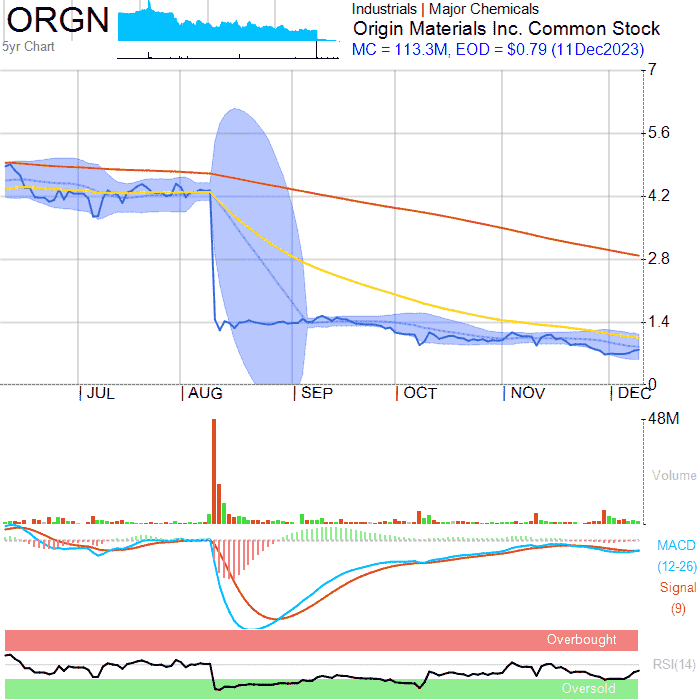 ORGN
5yr Chart
Industrials | Major Chemicals
Origin Materials Inc. Common Stock
MC = 113.3M, EOD = $0.79 (11Dec2023)
7
5.6
4.2
2.8
1.4
0
JUL AUG SEP OCT NOV DEC
48M
Volume
MACD
(12-26)
Signal
(9)
Overbought
RSI(14)
Oversold